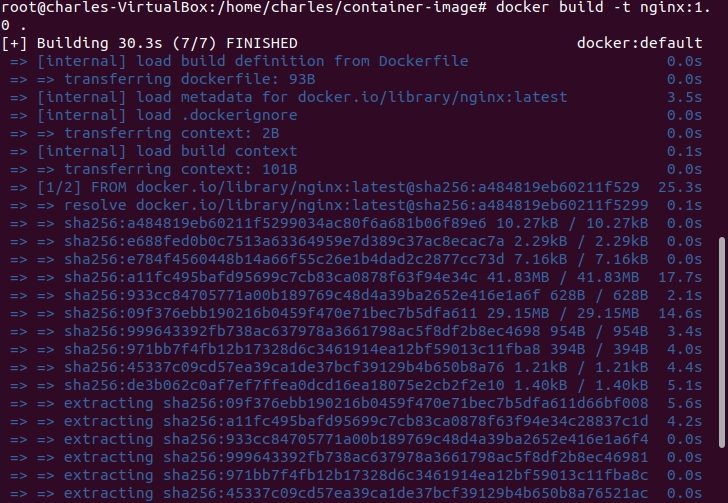 root@charles-VirtualBox:/home/charles/container-image# docker build -t nginx:1.
0 .
[+] Building 30.3s (7/7) FINISHED docker:default
=> [internal] load build definition from Dockerfile 0.0s
=> => transferring dockerfile: 93B 0.0s
=> [internal] load metadata for docker.io/library/nginx:latest 3.5s
=> [internal] load .dockerignore 0.0s
=> => transferring context: 2B 0.0s
=> [internal] load build context 0.1s
=> => transferring context: 101B 0.0s
=> [1/2] FROM docker.io/library/nginx:latest@sha256:a484819eb60211f529 25.3s
=> => resolve docker.io/library/nginx:latest@sha256:a484819eb60211f5299 0.1s
=> => sha256:a484819eb60211f5299034ac80f6a681b06f89e6 10.27kB / 10.27kB 0.0s
=> => sha256:e688fed0b0c7513a63364959e7d389c37ac8ecac7a 2.29kB / 2.29kB 0.0s
=> => sha256:e784f4560448b14a66f55c26e1b4dad2c2877cc73d 7.16kB / 7.16kB 0.0s
=> => sha256:a11fc495bafd95699c7cb83ca0878f63f94e34c 41.83MB / 41.83MB 17.7s
=> => sha256:933cc84705771a00b189769c48d4a39ba2652e416e1a6f 628B / 628B 2.1s
=> => sha256:09f376ebb190216b0459f470e71bec7b5dfa611 29.15MB / 29.15MB 14.6s
=> => sha256:999643392fb738ac637978a3661798ac5f8df2b8ec4698 954B / 954B 3.4s
=> => sha256:971bb7f4fb12b17328d6c3461914ea12bf59013c11fba8 394B / 394B 4.0s
=> => sha256:45337c09cd57ea39ca1de37bcf39129b4b650b8a76 1.21kB / 1.21kB 4.4s
=> => sha256:de3b062c0af7ef7ffea0dcd16ea18075e2cb2f2e10 1.40kB / 1.40kB 5.1s
=> => extracting sha256:09f376ebb190216b0459f470e71bec7b5dfa611d66bf008 5.6s
=> => extracting sha256:a11fc495bafd95699c7cb83ca0878f63f94e34c28837c1d 4.2s
=> => extracting sha256:933cc84705771a00b189769c48d4a39ba2652e416e1a6f4 0.0s
=> => extracting sha256:999643392fb738ac637978a3661798ac5f8df2b8ec46981 0.0s
=> => extracting sha256:971bb7f4fb12b17328d6c3461914ea12bf59013c11fba8c 0.0s
=> => extracting sha256:45337c09cd57ea39ca1de37bcf39129b4b650b8a76521ac 0.0s